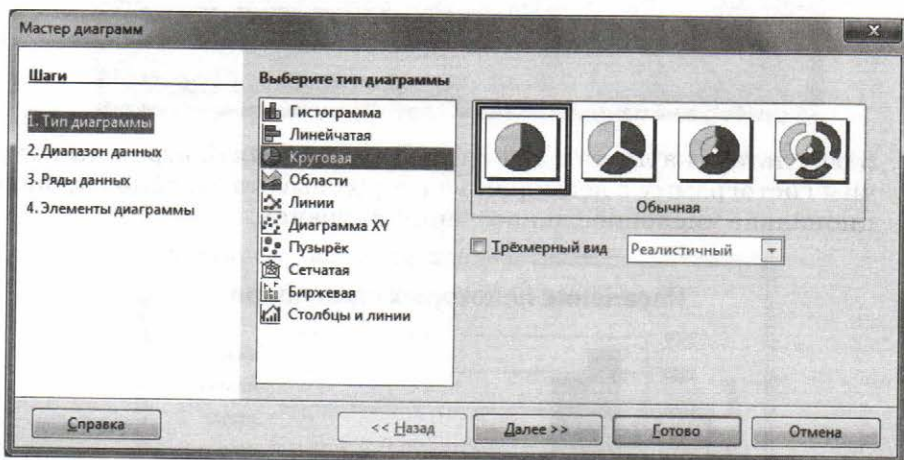 Мастер диаграмм
Шаги
1. Тип диаграммы
2. Диапазон данных
3. Ряды данных
4. Элементы диаграммы
Выберите тип диаграммы
Гистограмма
Линейчатая
Круговая
Области
Линии
Диаграмма XY
Пузырёк
Сетчатая
Биржевая
Столбцы и линии
Обычная
Трёхмерный вид
Реалистичный
Справка
<< Назад
Далее >>
Готово
Отмена